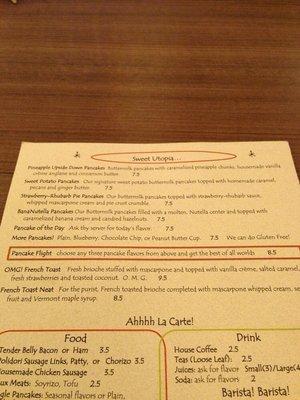 Sweet Utopia...
Pineapple Upside Down Pancakes Buttermilk pancakes with caramelized pineapple chunks, housemade vanilla
crème anglaise and cinnamon butter. 7.5
Sweet Potato Pancakes Our signature sweet potato buttermilk pancakes topped with homemade caramel,
pecans and ginger butter. 7.5
Strawberry-Rhubarb Pie Pancakes Our buttermilk pancakes topped with strawberry-rhubarb sauce,
whipped mascarpone cream and pie crust crumble. 7.5
BanaNutella Pancakes Our Buttermilk pancakes filled with a molten, Nutella center and topped with
caramelized banana cream and candied hazelnuts. 7.5
Pancake of the Day Ask the server for today's flavor. 7.5
More Pancakes? Plain, Blueberry, Chocolate Chip, or Peanut Butter Cup. 7.5 We can do Gluten Free!
Pancake Flight choose any three pancake flavors from above and get the best of all worlds 8.5
OMG! French Toast Fresh brioche stuffed with mascarpone and topped with vanilla crème, salted caramel,
fresh strawberries and toasted coconut. O. M. G. 9.5
French Toast Neat For the purist, French toasted brioche completed with mascarpone whipped cream, se
fruit and Vermont maple syrup 8.5
Ahhhh La Carte!
Food
Tender Belly Bacon or Ham 3.5
Polidori Sausage Links, Patty, or Chorizo 3.5
Housemade Chicken Sausage 3.5
aux Meats: Soyrizo, Tofu 2.5
gle Pancakes: Seasonal flavors or Plain,
Drink
House Coffee 2.5
Teas (Loose Leaf): 2.5
Juices: ask for flavor Small(3)/Large(4
Soda: ask for flavors 2
Barista! Barista!